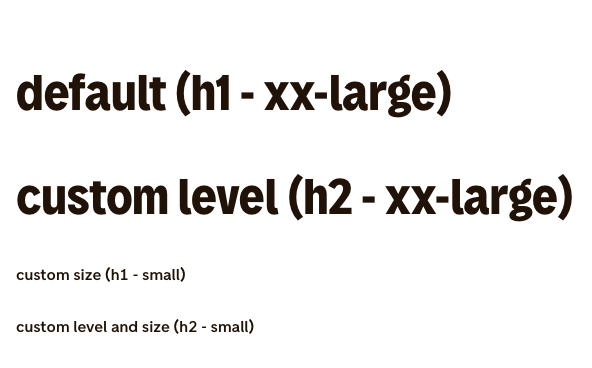 default (h1 - xx-large)
custom level (h2 - xx-large)
custom size (h1 - small)
custom level and size (h2 - small)